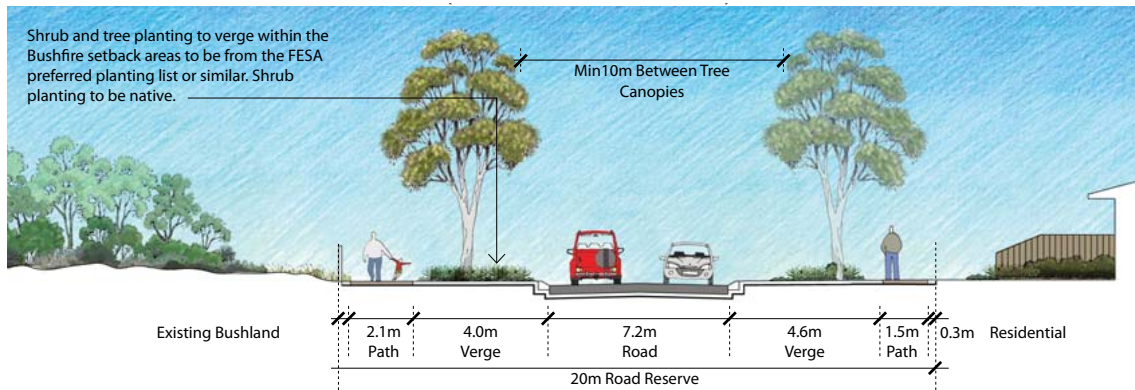 Shrub and tree planting to verge within the
Bushfire setback areas to be from the FESA
preferred planting list or similar. Shrub
planting to be native.
Min10m Between Tree
Canopies
Existing Bushland
2.1m
Path
4.0m
Verge
7.2m
Road
4.6m
Verge
1.5m
Path
0.3m
Residential
20m Road Reserve